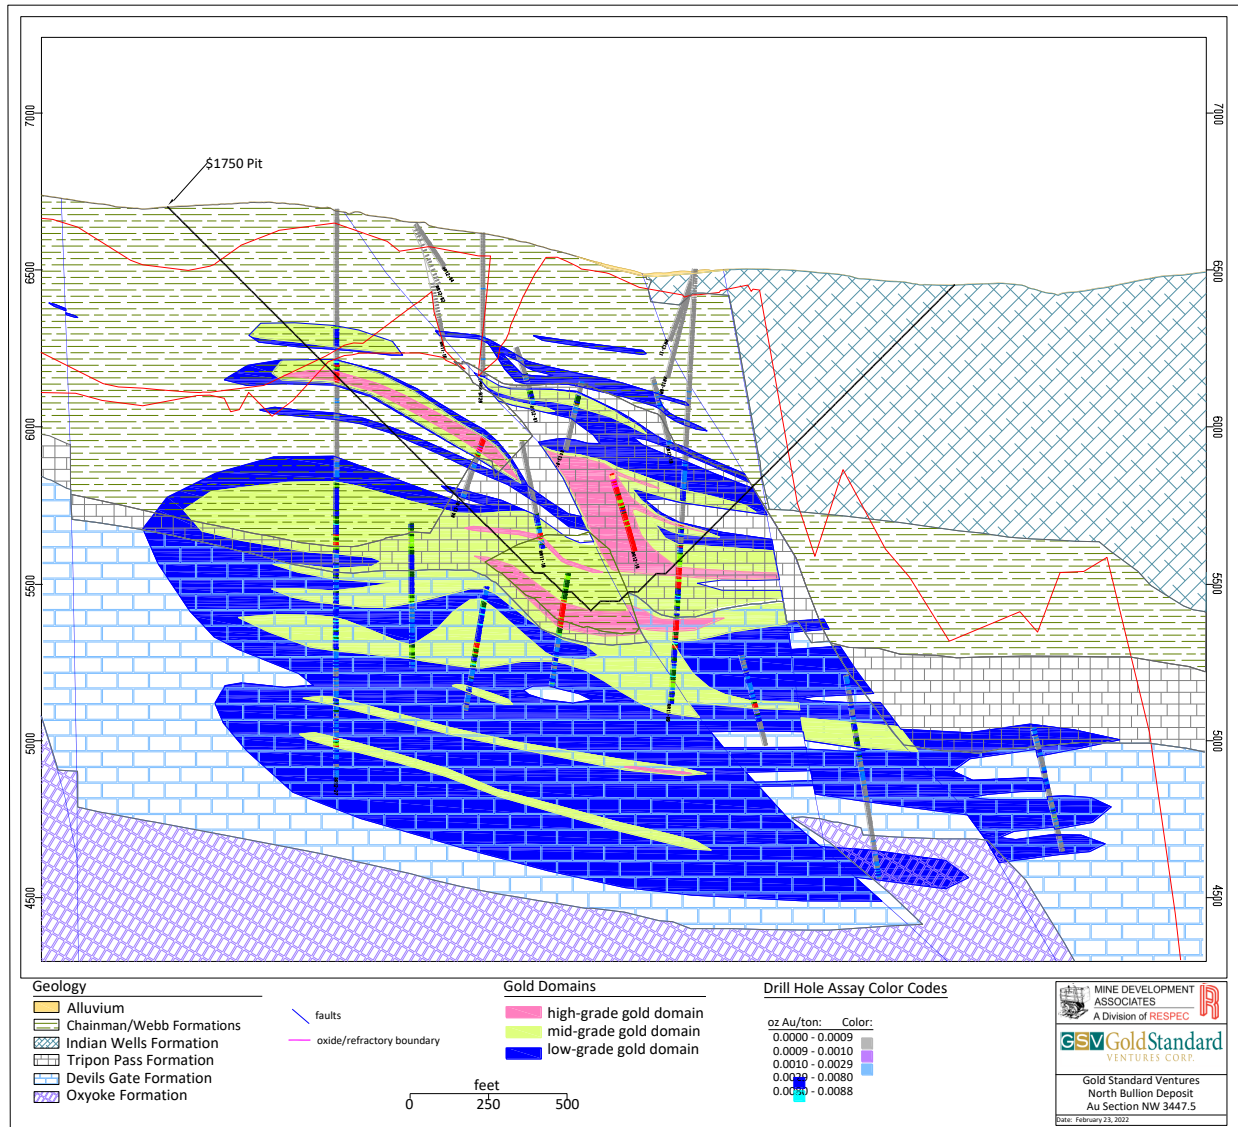 $1750 Pit
7000
7000
6500
6500
6000
6000
5500
5500
5000
5000
4500
4500
Geology
Alluvium
Chainman/Webb Formations
Indian Wells Formation
Tripon Pass Formation
Devils Gate Formation
Oxyoke Formation
faults
oxide/refractory boundary
Gold Domains
high-grade gold domain
mid-grade gold domain
low-grade gold domain
feet
0 250 500
Drill Hole Assay Color Codes
oz Au/ton: Color:
0.0000 - 0.0009
0.0009 - 0.0010
0.0010 - 0.0029
0.0029 - 0.0080
0.0080 - 0.0088
MINE DEVELOPMENT
ASSOCIATES
A Division of RESPEC
GSV GoldStandard
VENTURES CORP.
Gold Standard Ventures
North Bullion Deposit
Au Section NW 3447.5
Date: February 23, 2022